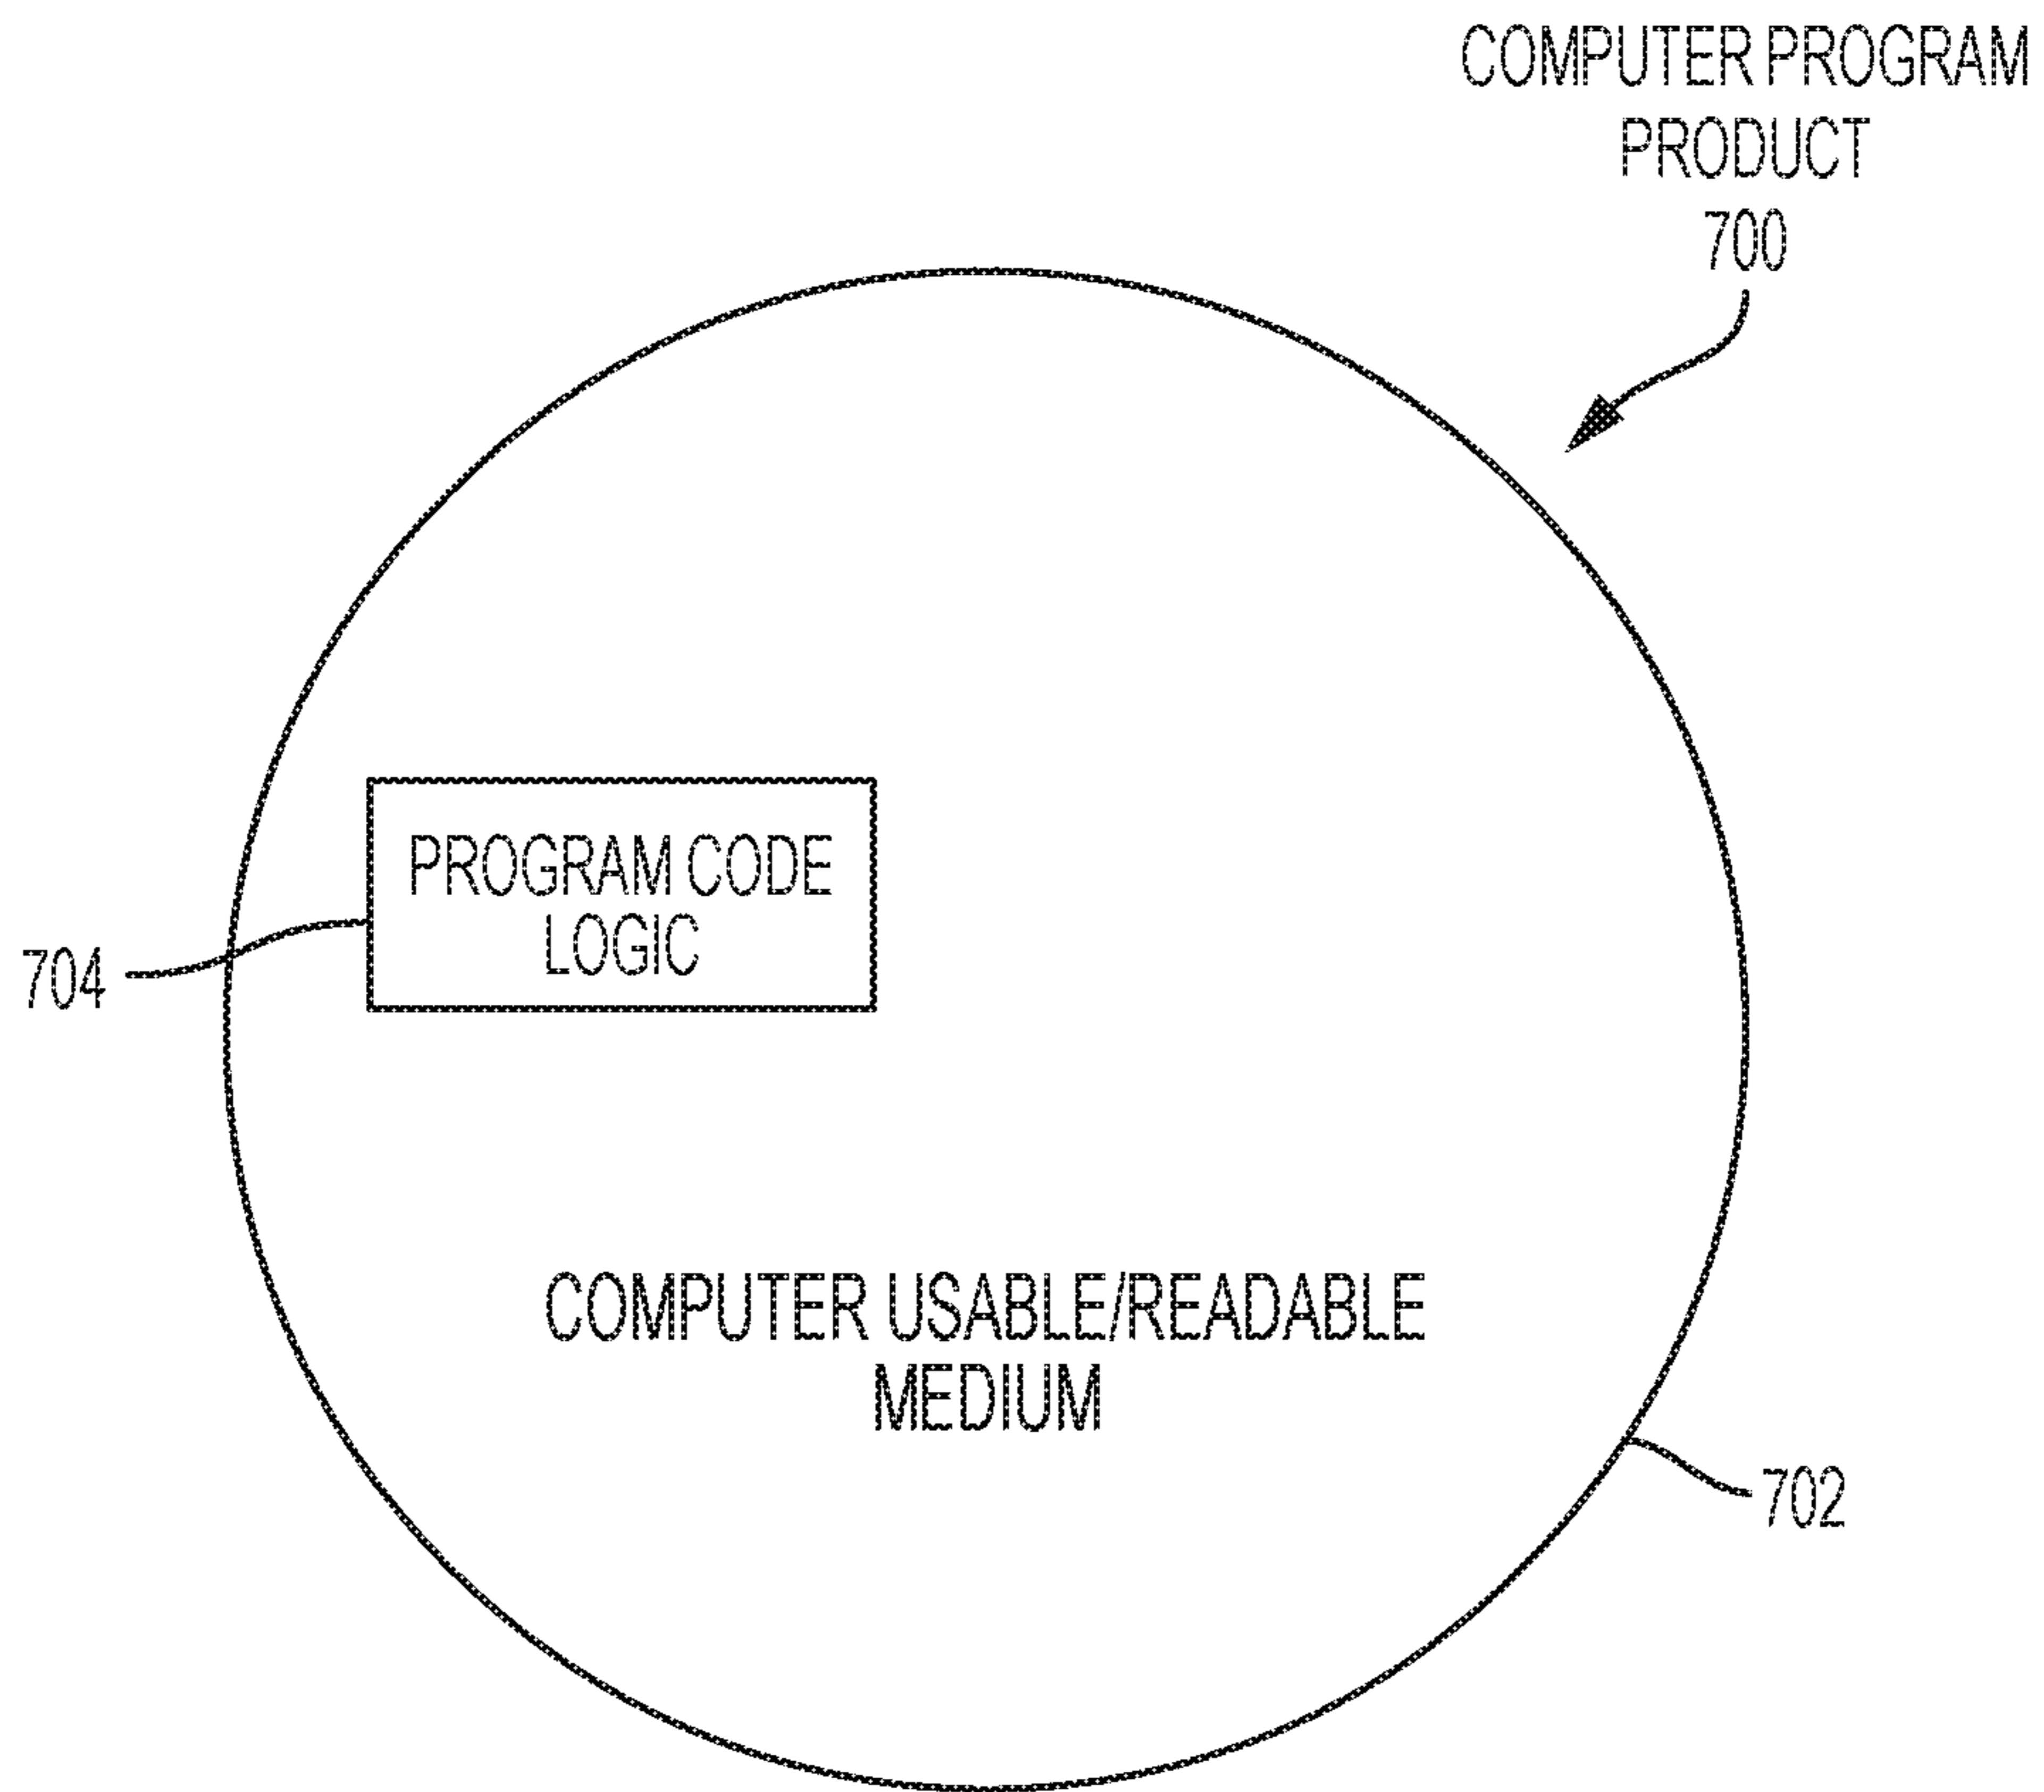 COMPUTER PROGRAM
PRODUCT
700
PROGRAM CODE
LOGIC
704
COMPUTER USABLE/READABLE
MEDIUM
702